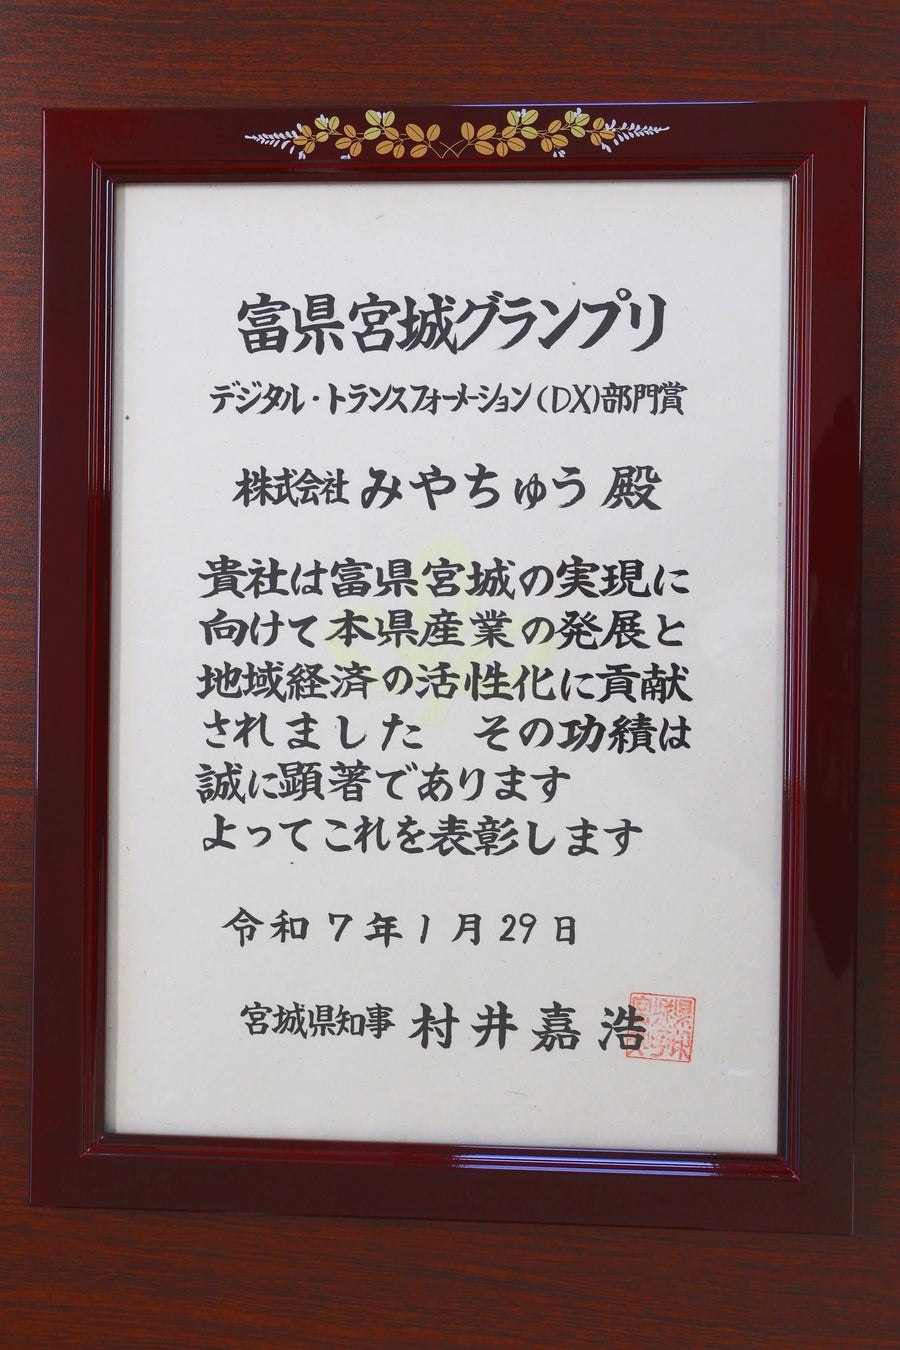 富県宮城グランプリ
デジタル・トランスフォーメーション(DX)部門賞
株式会社 みやちゅう 殿
貴社は富県宮城の実現に
向けて本県産業の発展と
地域経済の活性化に貢献
されました　その功績は
誠に顕著であります
よってこれを表彰します
令和7年1月29日
宮城県知事 村井嘉浩